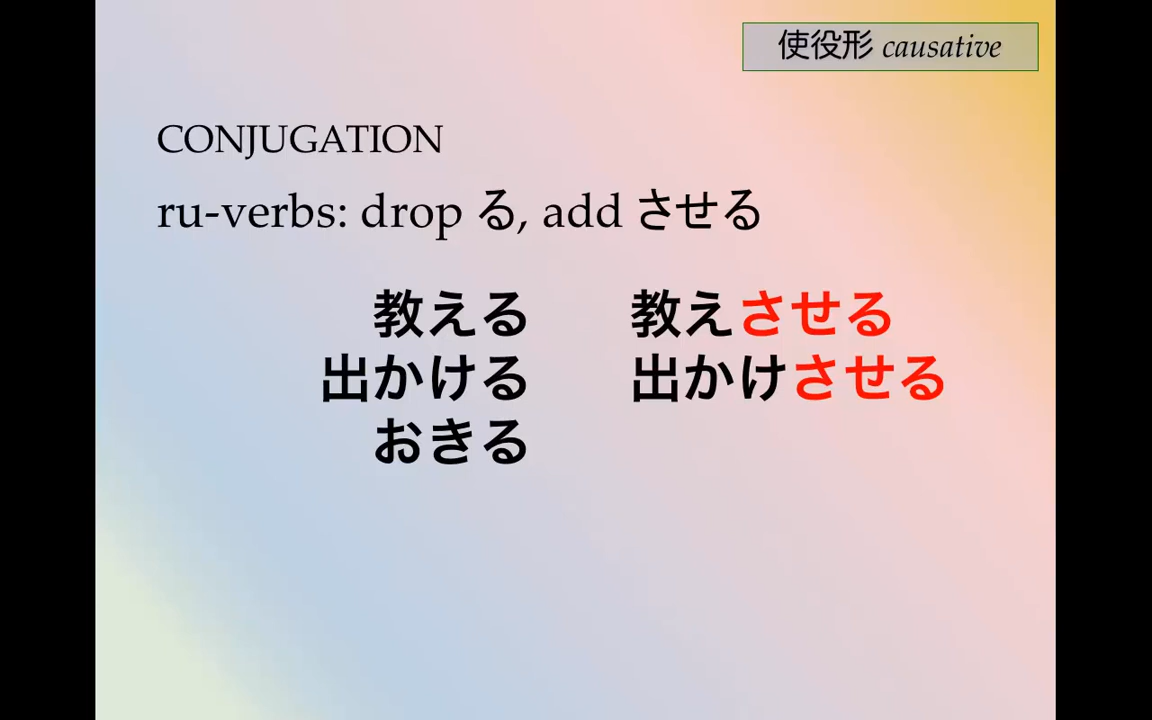 使役形 causative
CONJUGATION
ru-verbs: drop る, add させる
教える 教えさせる
出かける 出かけさせる
おきる